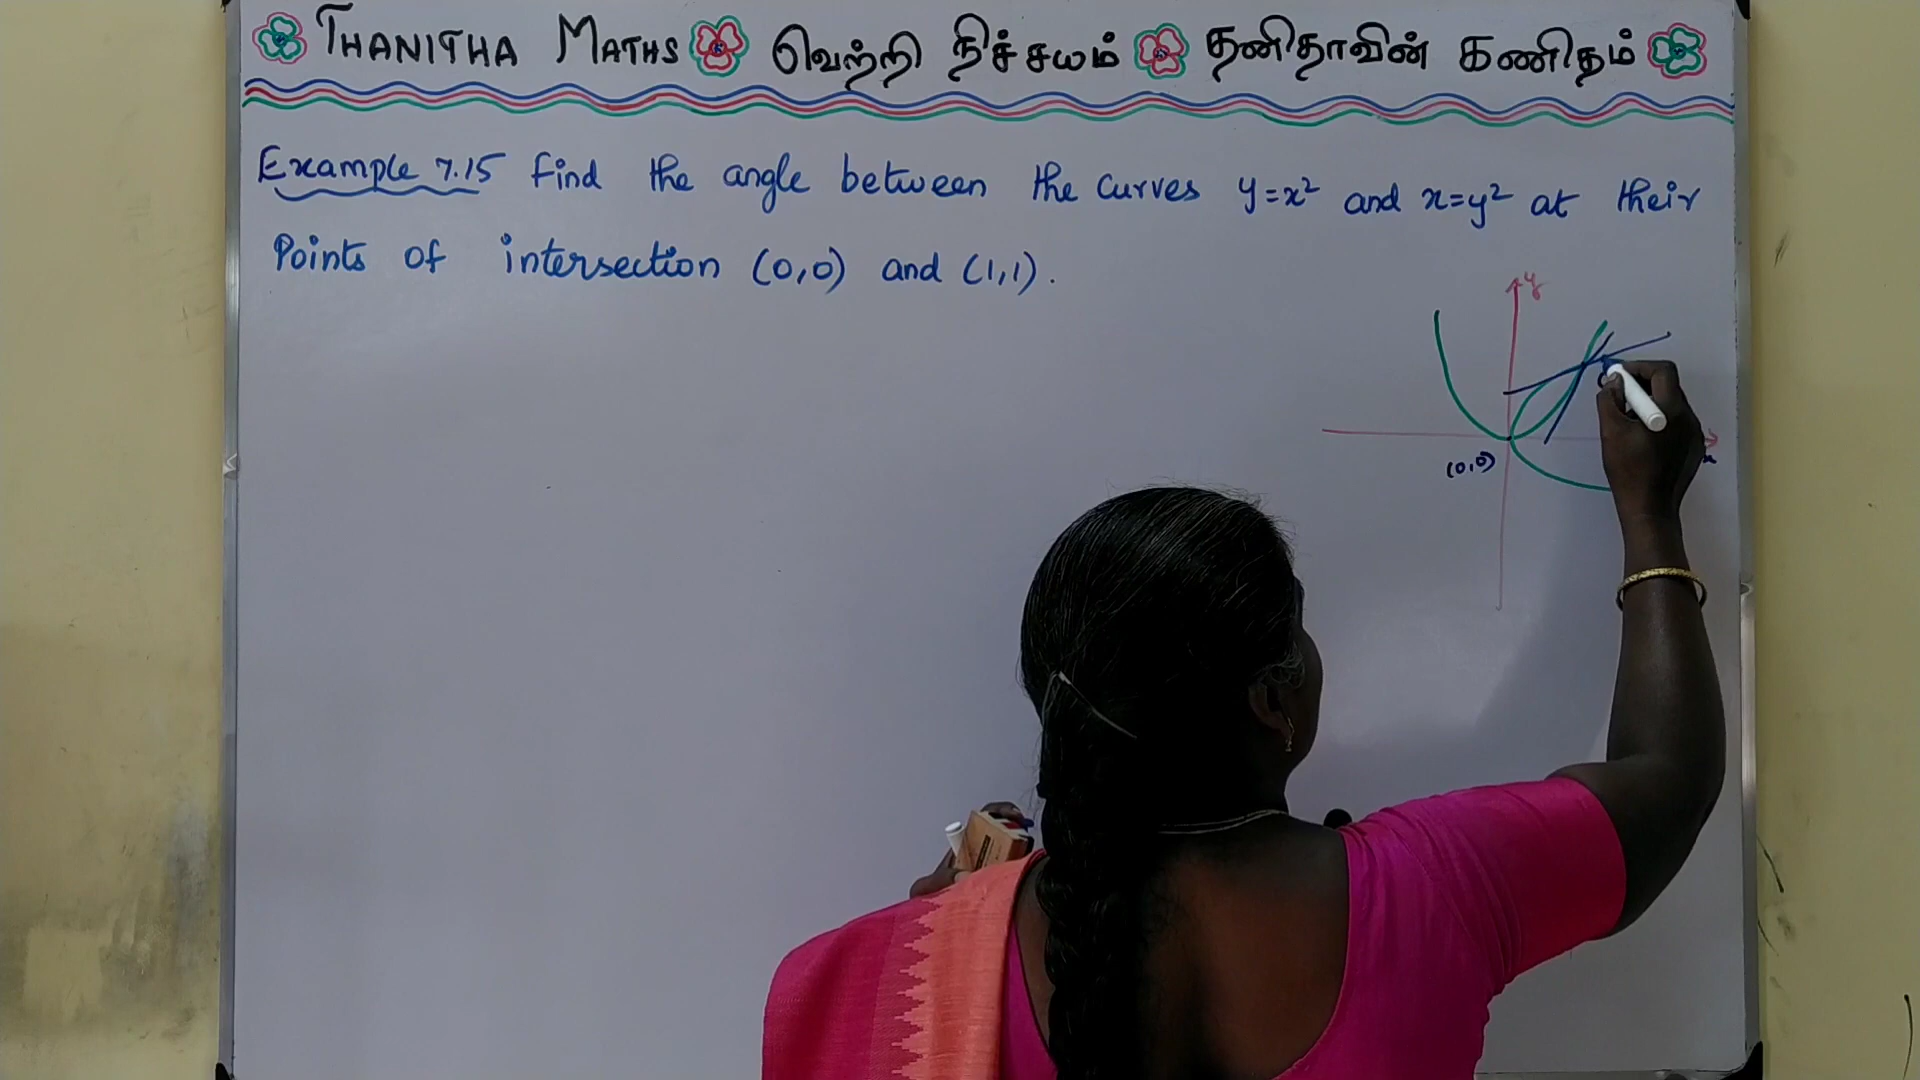 THANITHA MATHS வெற்றி நிச்சயம் தனிதாவின் கணிதம்
Example 7.15 Find the angle between the curves y=x² and x=y² at their
Points of intersection (0,0) and (1,1).
y
(0,0)
x